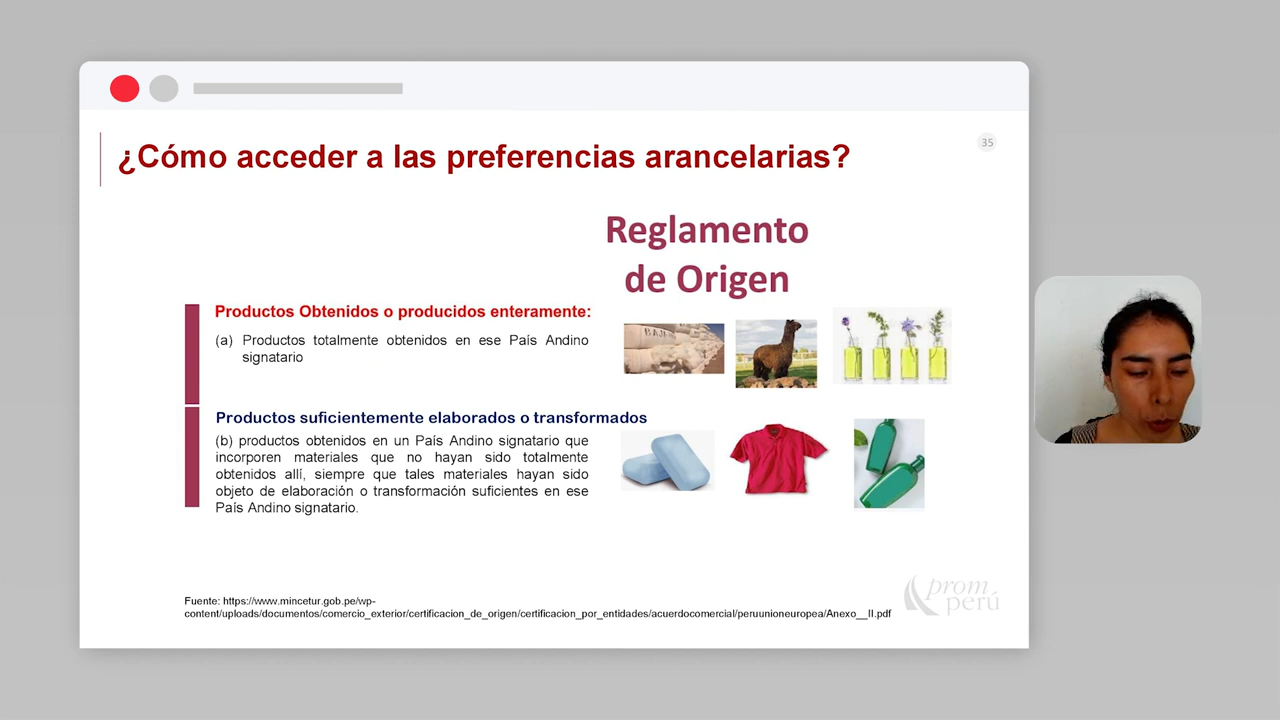 ¿Cómo acceder a las preferencias arancelarias?
35
Reglamento
de Origen
Productos Obtenidos o producidos enteramente:
(a) Productos totalmente obtenidos en ese País Andino
signatario
Productos suficientemente elaborados o transformados
(b) productos obtenidos en un País Andino signatario que
incorporen materiales que no hayan sido totalmente
obtenidos allí, siempre que tales materiales hayan sido
objeto de elaboración o transformación suficientes en ese
País Andino signatario.
Fuente: https://www.mincetur.gob.pe/wp-
content/uploads/documentos/comercio_exterior/certificacion_de_origen/certificacion_por_entidades/acuerdocomercial/peruunioneuropea/Anexo__II.pdf
prom
perú